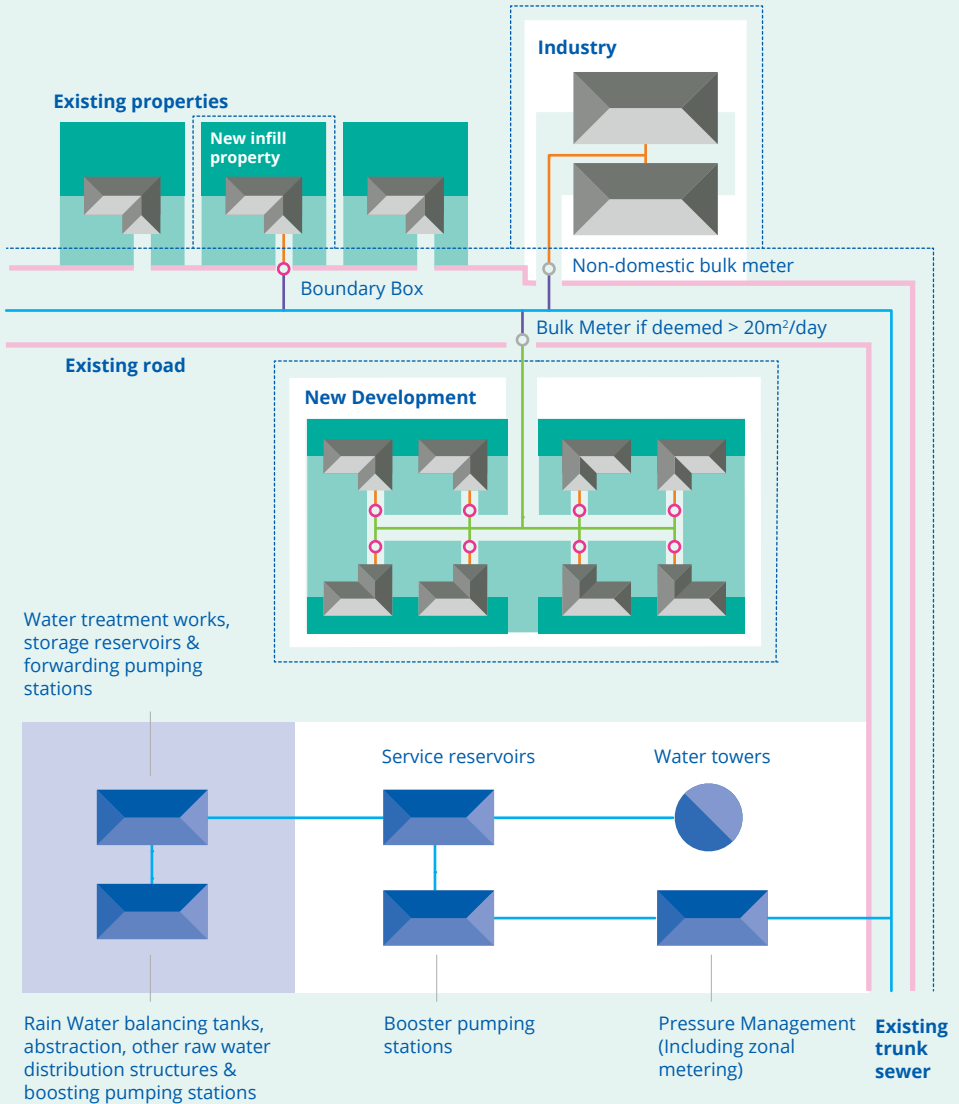 Industry
Existing properties
New infill
property
Non-domestic bulk meter
Boundary Box
Bulk Meter if deemed > 20m²/day
Existing road
New Development
Water treatment works,
storage reservoirs &
forwarding pumping
stations
Service reservoirs
Water towers
Rain Water balancing tanks,
abstraction, other raw water
distribution structures &
boosting pumping stations
Booster pumping
stations
Pressure Management
(Including zonal
metering)
Existing
trunk
sewer